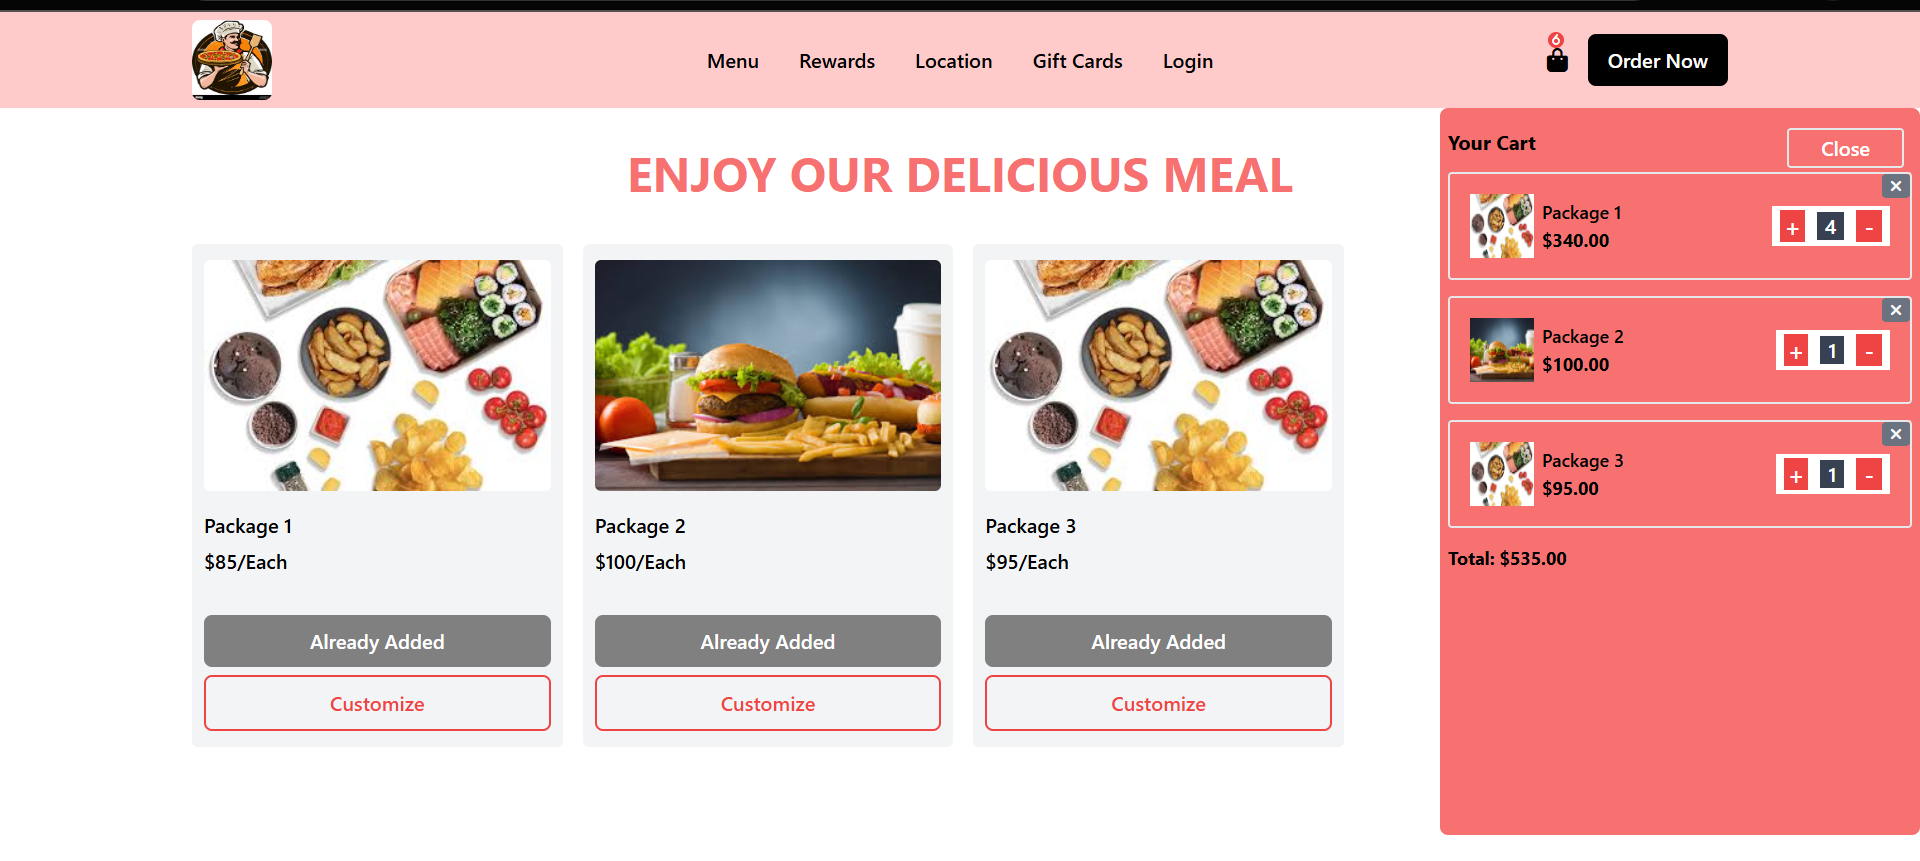 Menu
Rewards
Location
Gift Cards
Login
6
Order Now
ENJOY OUR DELICIOUS MEAL
Package 1
$85/Each
Already Added
Customize
Package 2
$100/Each
Already Added
Customize
Package 3
$95/Each
Already Added
Customize
Your Cart
Close
×
Package 1
$340.00
+ 4 -
×
Package 2
$100.00
+ 1 -
×
Package 3
$95.00
+ 1 -
Total: $535.00